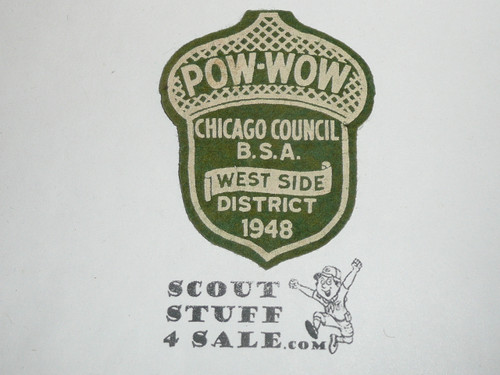 POW-WOW
CHICAGO COUNCIL
B.S.A.
WEST SIDE
DISTRICT
1948
SCOUT
STUFF
4 SALE.COM